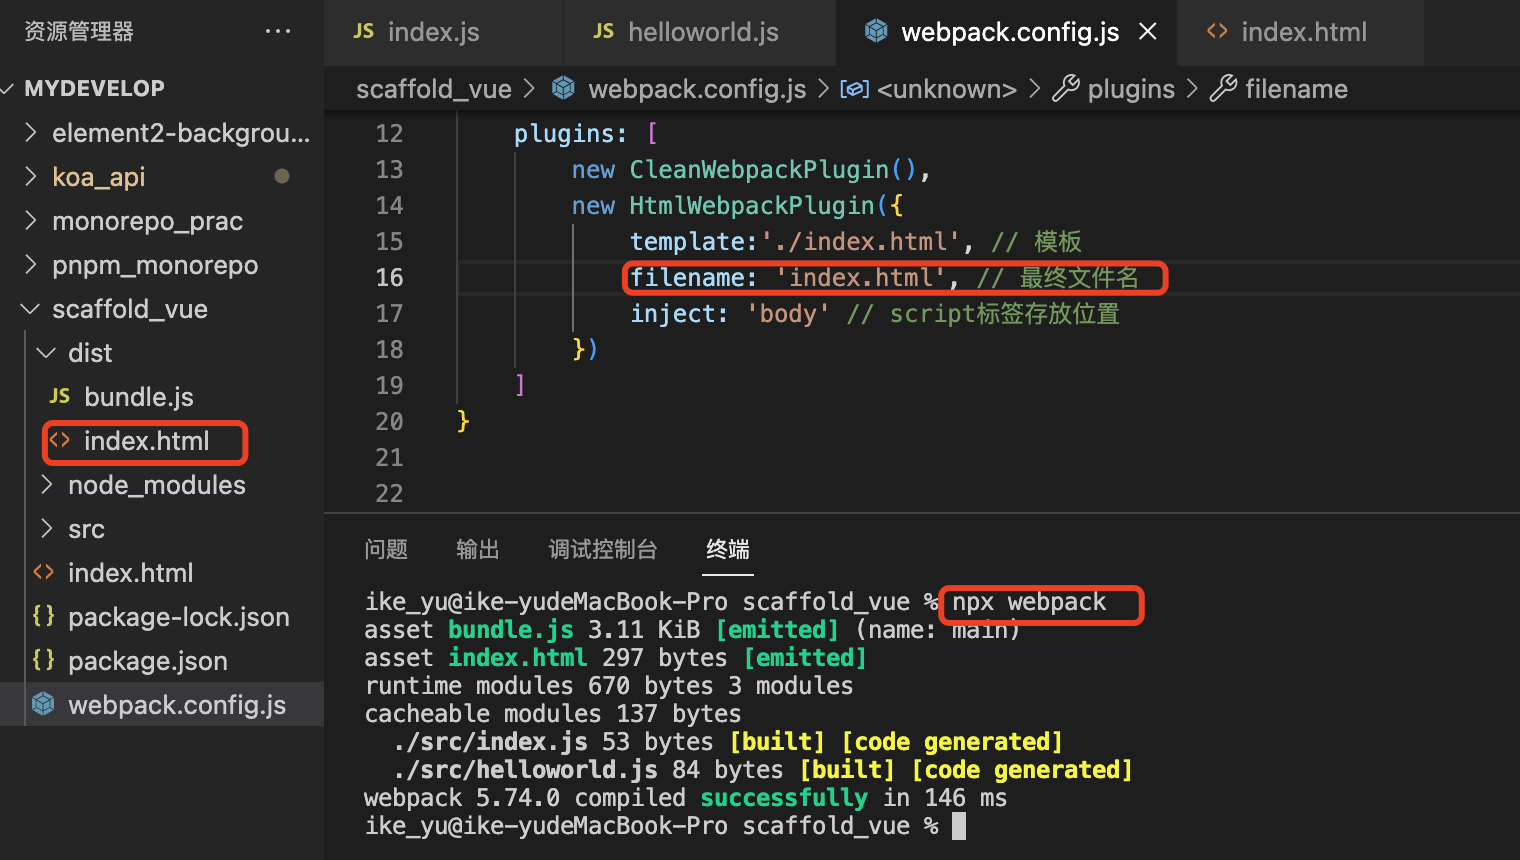 资源管理器 ···
MYDEVELOP
element2-backgrou...
koa_api
monorepo_prac
pnpm_monorepo
scaffold_vue
dist
JS bundle.js
<> index.html
node_modules
src
<> index.html
{} package-lock.json
{} package.json
webpack.config.js
JS index.js
JS helloworld.js
webpack.config.js
<> index.html
scaffold_vue > webpack.config.js > <unknown> > plugins > filename
12 plugins: [
13 new CleanWebpackPlugin(),
14 new HtmlWebpackPlugin({
15 template:'./index.html', // 模板
16 filename: 'index.html', // 最终文件名
17 inject: 'body' // script标签存放位置
18 })
19 ]
20 }
21
22
问题 输出 调试控制台 终端
ike_yu@ike-yudeMacBook-Pro scaffold_vue % npx webpack
asset bundle.js 3.11 KiB [emitted] (name: main)
asset index.html 297 bytes [emitted]
runtime modules 670 bytes 3 modules
cacheable modules 137 bytes
./src/index.js 53 bytes [built] [code generated]
./src/helloworld.js 84 bytes [built] [code generated]
webpack 5.74.0 compiled successfully in 146 ms
ike_yu@ike-yudeMacBook-Pro scaffold_vue %